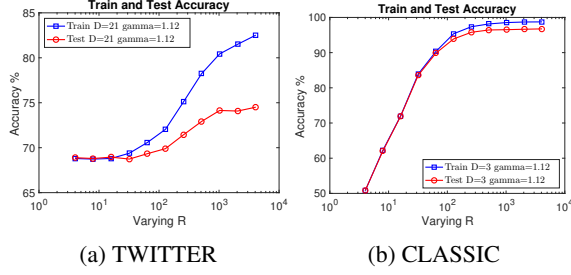 Train and Test Accuracy
85
80
75
70
65
Accuracy %
Train D=21 gamma=1.12
Test D=21 gamma=1.12
10^0
10^1
10^2
10^3
10^4
Varying R
(a) TWITTER
Train and Test Accuracy
100
90
80
70
60
50
Accuracy %
Train D=3 gamma=1.12
Test D=3 gamma=1.12
10^0
10^1
10^2
10^3
10^4
Varying R
(b) CLASSIC